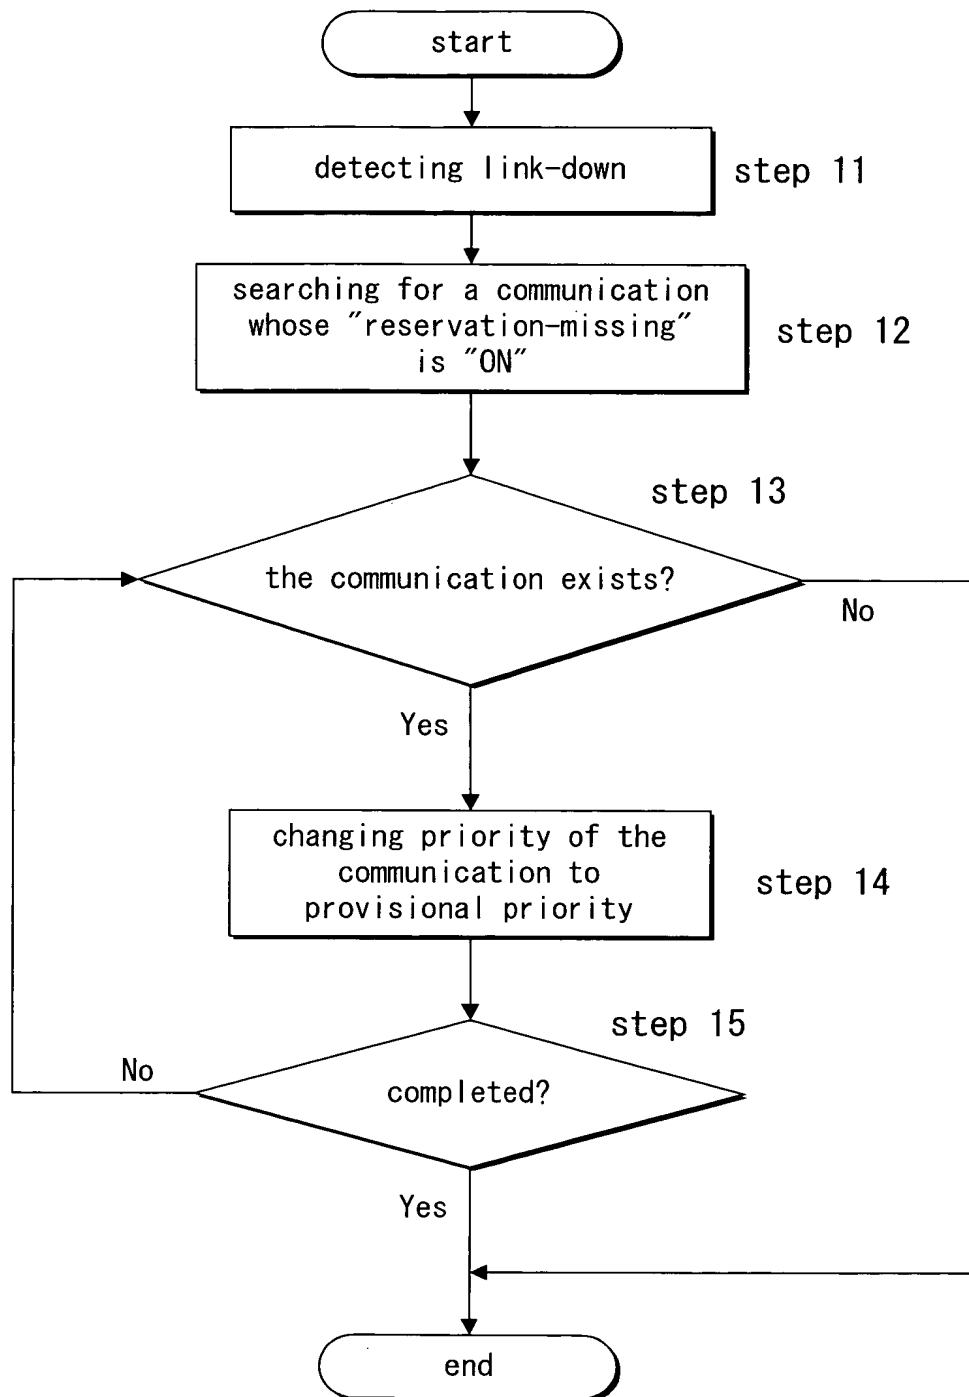 start
detecting link-down
step 11
searching for a communication
whose "reservation-missing"
is "ON"
step 12
step 13
the communication exists?
No
Yes
changing priority of the
communication to
provisional priority
step 14
step 15
No
completed?
Yes
end